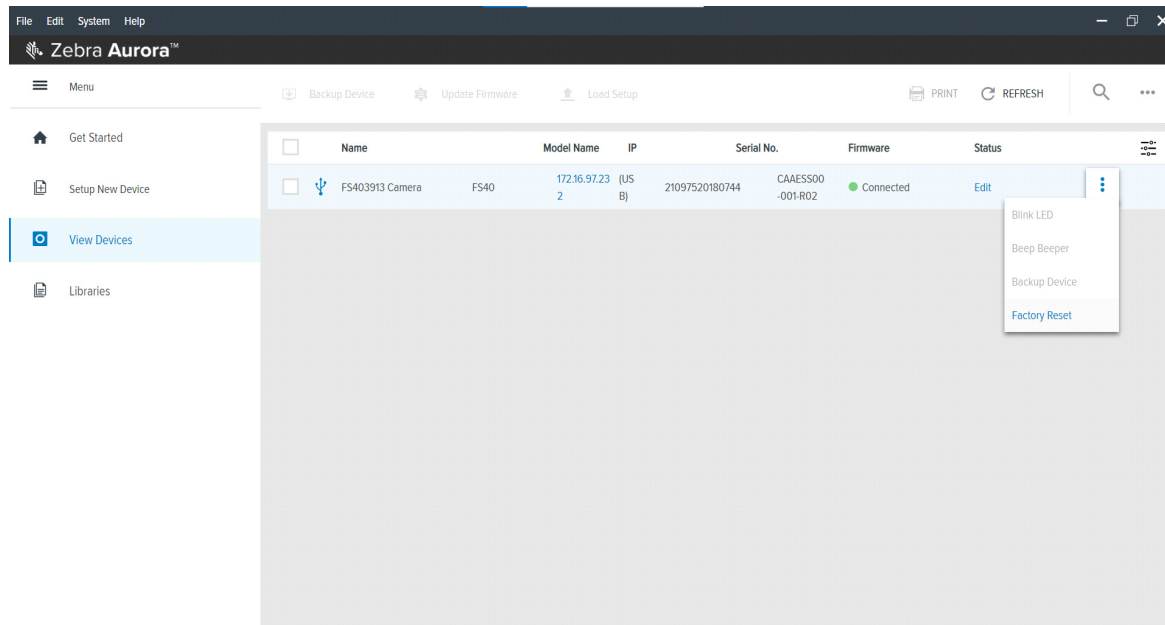 File Edit System Help
Zebra Aurora™
Menu
Backup Device Update Firmware Load Setup PRINT REFRESH
Get Started
Setup New Device
View Devices
Libraries
Name Model Name IP Serial No. Firmware Status
FS403913 Camera FS40 172.16.97.23 (US 21097520180744 CAAESS00 Connected Edit
2 B) -001-R02
Blink LED
Beep Beeper
Backup Device
Factory Reset